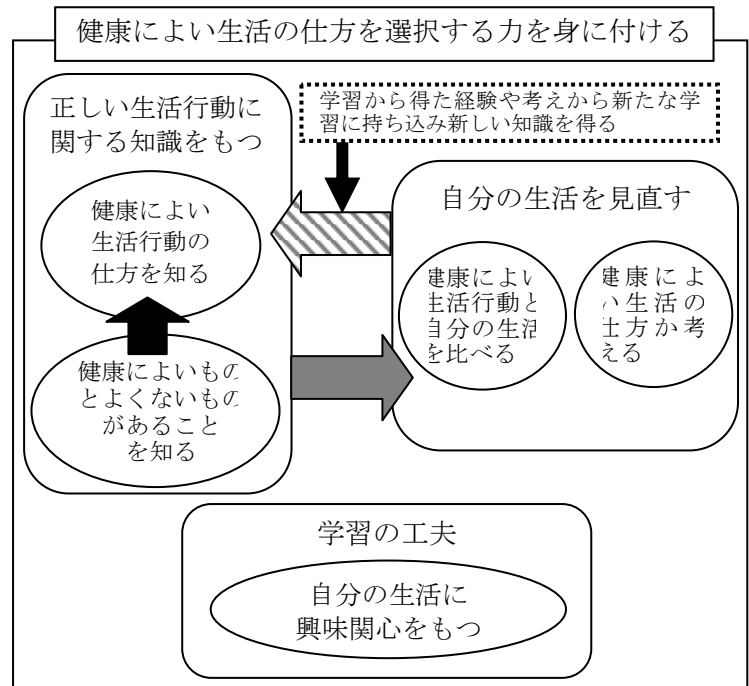 健康によい生活の仕方を選択する力を身に付ける
正しい生活行動に
関する知識をもつ
健康によい
生活行動の
仕方を知る
健康によいもの
とよくないもの
があること
を知る
学習から得た経験や考えから新たな学
習に持ち込み新しい知識を得る
自分の生活を見直す
健康によい
生活行動と
自分の生活
を比べる
健康によ
い生活の
仕方か考
える
学習の工夫
自分の生活に
興味関心をもつ